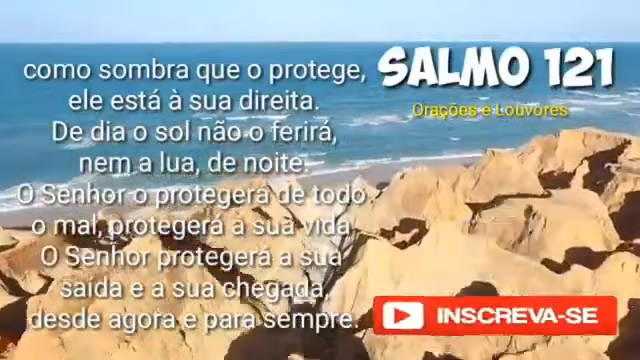 como sombra que o protege,
ele está à sua direita.
De dia o sol não o ferirá,
nem a lua, de noite.
O Senhor o protegerá de todo
o mal, protegerá a sua vida
O Senhor protegerá a sua
saída e a sua chegada,
desde agora e para sempre.
SALMO 121
Orações e Louvores
INSCREVA-SE